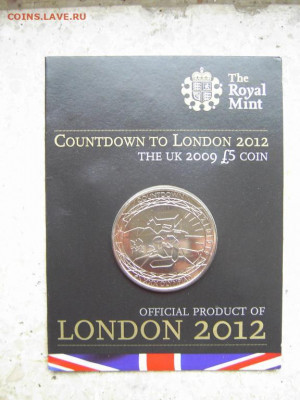 COINS.LAVE.RU
The
Royal
Mint
COUNTDOWN TO LONDON 2012
THE UK 2009 £5 COIN
OFFICIAL PRODUCT OF
LONDON 2012